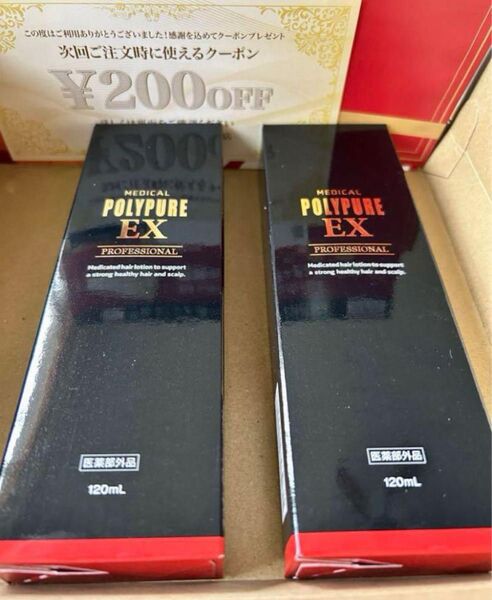 この度はご利用ありがとうございました！感謝を込めてクーポンプレゼント
次回ご注文時に使えるクーポン
¥200OFF
MEDICAL
POLYPURE
EX
PROFESSIONAL
Medicated hair lotion to support
a strong healthy hair and scalp.
医薬部外品
120mL
MEDICAL
POLYPURE
EX
PROFESSIONAL
Medicated hair lotion to support
a strong healthy hair and scalp.
医薬部外品
120mL